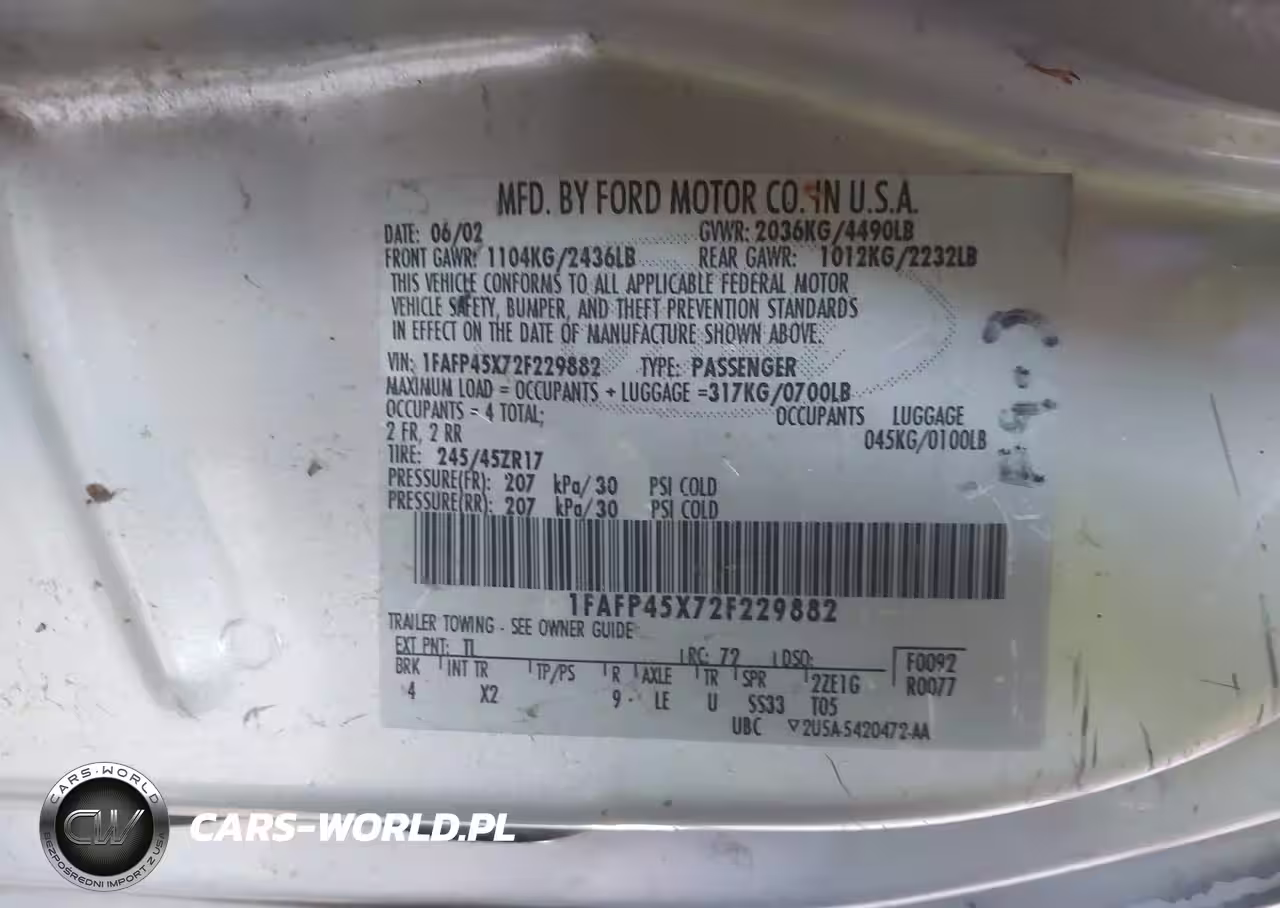 MFD. BY FORD MOTOR CO. IN U.S.A.
DATE: 06/02 GVWR: 2036KG/4490LB
FRONT GAWR: 1104KG/2436LB REAR GAWR: 1012KG/2232LB
THIS VEHICLE CONFORMS TO ALL APPLICABLE FEDERAL MOTOR
VEHICLE SAFETY, BUMPER, AND THEFT PREVENTION STANDARDS
IN EFFECT ON THE DATE OF MANUFACTURE SHOWN ABOVE.
VIN: 1FAFP45X72F229882 TYPE: PASSENGER
MAXIMUM LOAD = OCCUPANTS + LUGGAGE =317KG/0700LB
OCCUPANTS = 4 TOTAL; OCCUPANTS LUGGAGE
2 FR, 2 RR 045KG/0100LB
TIRE: 245/45ZR17
PRESSURE(FR): 207 kPa/30 PSI COLD
PRESSURE(RR): 207 kPa/30 PSI COLD
1FAFP45X72F229882
TRAILER TOWING - SEE OWNER GUIDE
EXT PNT: TL RC: 72 DSO: F0092
BRK INT TR TP/PS R AXLE TR SPR 2ZE1G R0077
4 X2 9 LE U SS33 T05
UBC ▽2U5A-5420472-AA
CARS-WORLD
CW
BEZPOŚREDNI IMPORT Z USA
CARS-WORLD.PL